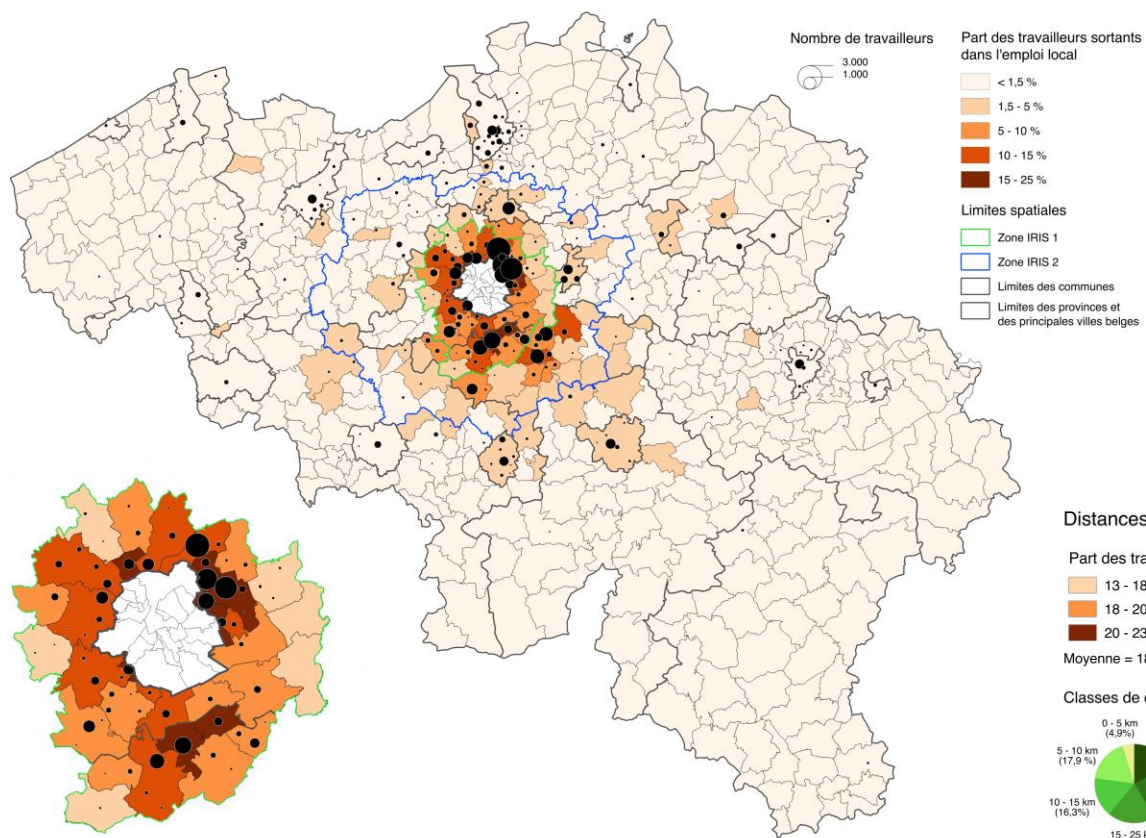 Nombre de travailleurs
3.000
1.000
Part des travailleurs sortants
dans l'emploi local
< 1,5 %
1,5 - 5 %
5 - 10 %
10 - 15 %
15 - 25 %
Limites spatiales
Zone IRIS 1
Zone IRIS 2
Limites des communes
Limites des provinces et
des principales villes belges
Distances
Part des tra
13 - 18
18 - 20
20 - 23
Moyenne = 18
Classes de
0 - 5 km
(4,9%)
5 - 10 km
(17,9 %)
10 - 15 km
(16,3%)
15 - 25